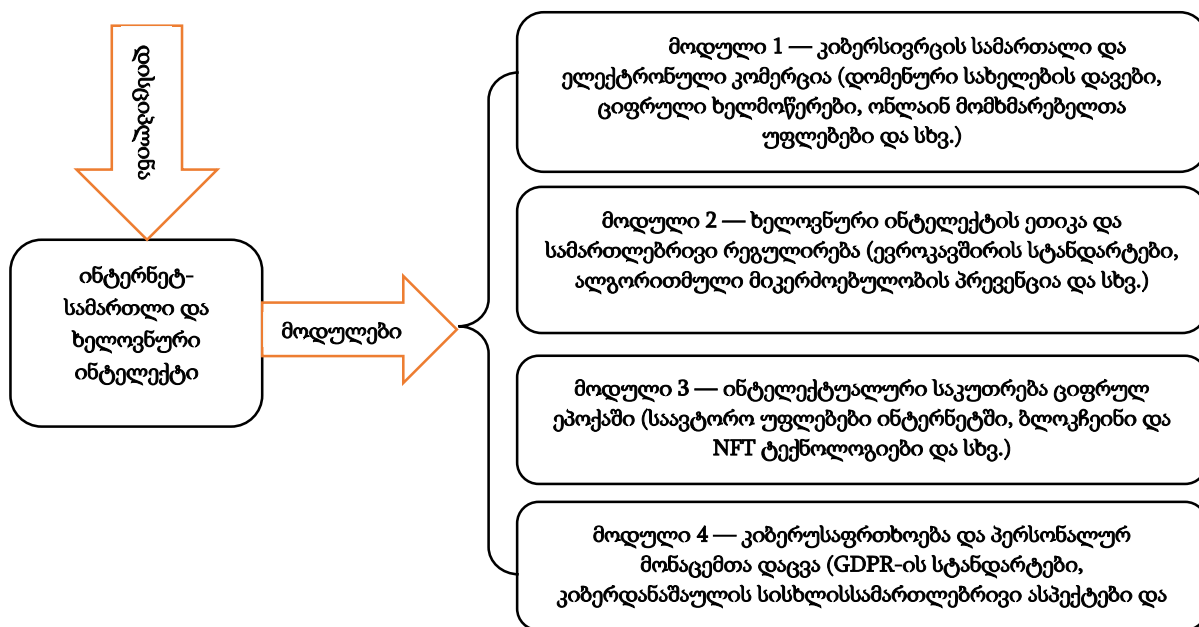 დისციპლინა
ინტერნეტ-
სამართლი და
ხელოვნური
ინტელექტი
მოდულები
მოდული 1 — კიბერსივრცის სამართალი და
ელექტრონული კომერცია (დომენური სახელების დავები,
ციფრული ხელმოწერები, ონლაინ მომხმარებელთა
უფლებები და სხვ.)
მოდული 2 — ხელოვნური ინტელექტის ეთიკა და
სამართლებრივი რეგულირება (ევროკავშირის სტანდარტები,
ალგორითმული მიკერძოებულობის პრევენცია და სხვ.)
მოდული 3 — ინტელექტუალური საკუთრება ციფრულ
ეპოქაში (საავტორო უფლებები ინტერნეტში, ბლოკჩეინი და
NFT ტექნოლოგიები და სხვ.)
მოდული 4 — კიბერუსაფრთხოება და პერსონალურ
მონაცემთა დაცვა (GDPR-ის სტანდარტები,
კიბერდანაშაულის სისხლისსამართლებრივი ასპექტები და